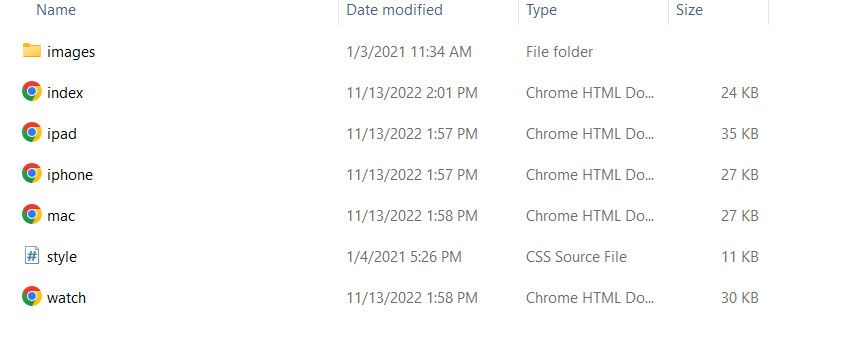 Name Date modified Type Size
images 1/3/2021 11:34 AM File folder
index 11/13/2022 2:01 PM Chrome HTML Do... 24 KB
ipad 11/13/2022 1:57 PM Chrome HTML Do... 35 KB
iphone 11/13/2022 1:57 PM Chrome HTML Do... 27 KB
mac 11/13/2022 1:58 PM Chrome HTML Do... 27 KB
# style 1/4/2021 5:26 PM CSS Source File 11 KB
watch 11/13/2022 1:58 PM Chrome HTML Do... 30 KB